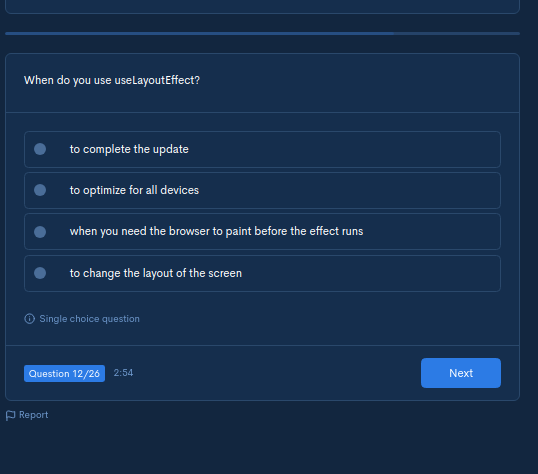 When do you use useLayoutEffect?
to complete the update
to optimize for all devices
when you need the browser to paint before the effect runs
to change the layout of the screen
Single choice question
Question 12/26 2:54 Next
Report